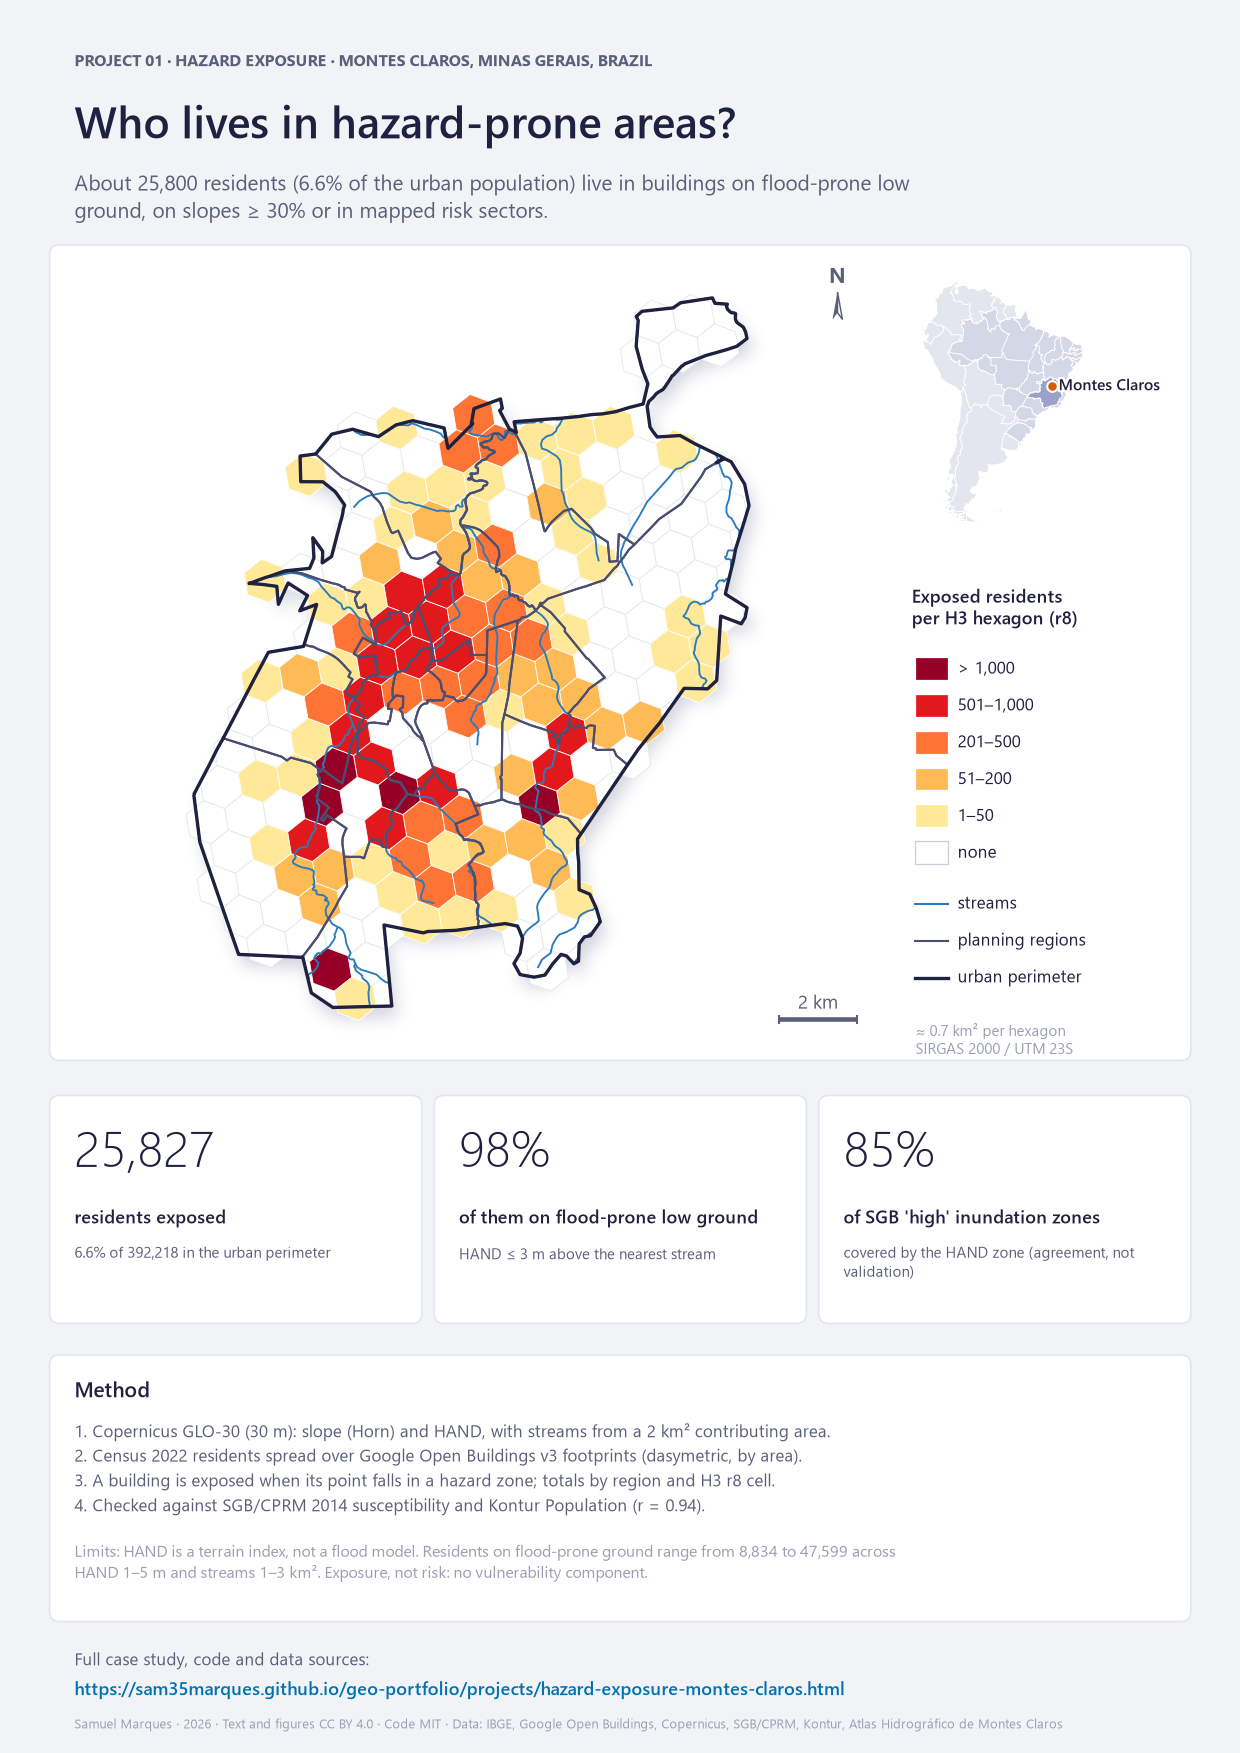 PROJECT 01 · HAZARD EXPOSURE · MONTES CLAROS, MINAS GERAIS, BRAZIL
Who lives in hazard-prone areas?
About 25,800 residents (6.6% of the urban population) live in buildings on flood-prone low
ground, on slopes ≥ 30% or in mapped risk sectors.
N
Montes Claros
Exposed residents
per H3 hexagon (r8)
> 1,000
501–1,000
201–500
51–200
1–50
none
streams
planning regions
urban perimeter
2 km
≈ 0.7 km² per hexagon
SIRGAS 2000 / UTM 23S
25,827
residents exposed
6.6% of 392,218 in the urban perimeter
98%
of them on flood-prone low ground
HAND ≤ 3 m above the nearest stream
85%
of SGB 'high' inundation zones
covered by the HAND zone (agreement, not
validation)
Method
1. Copernicus GLO-30 (30 m): slope (Horn) and HAND, with streams from a 2 km² contributing area.
2. Census 2022 residents spread over Google Open Buildings v3 footprints (dasymetric, by area).
3. A building is exposed when its point falls in a hazard zone; totals by region and H3 r8 cell.
4. Checked against SGB/CPRM 2014 susceptibility and Kontur Population (r = 0.94).
Limits: HAND is a terrain index, not a flood model. Residents on flood-prone ground range from 8,834 to 47,599 across
HAND 1–5 m and streams 1–3 km². Exposure, not risk: no vulnerability component.
Full case study, code and data sources:
https://sam35marques.github.io/geo-portfolio/projects/hazard-exposure-montes-claros.html
Samuel Marques · 2026 · Text and figures CC BY 4.0 · Code MIT · Data: IBGE, Google Open Buildings, Copernicus, SGB/CPRM, Kontur, Atlas Hidrográfico de Montes Claros